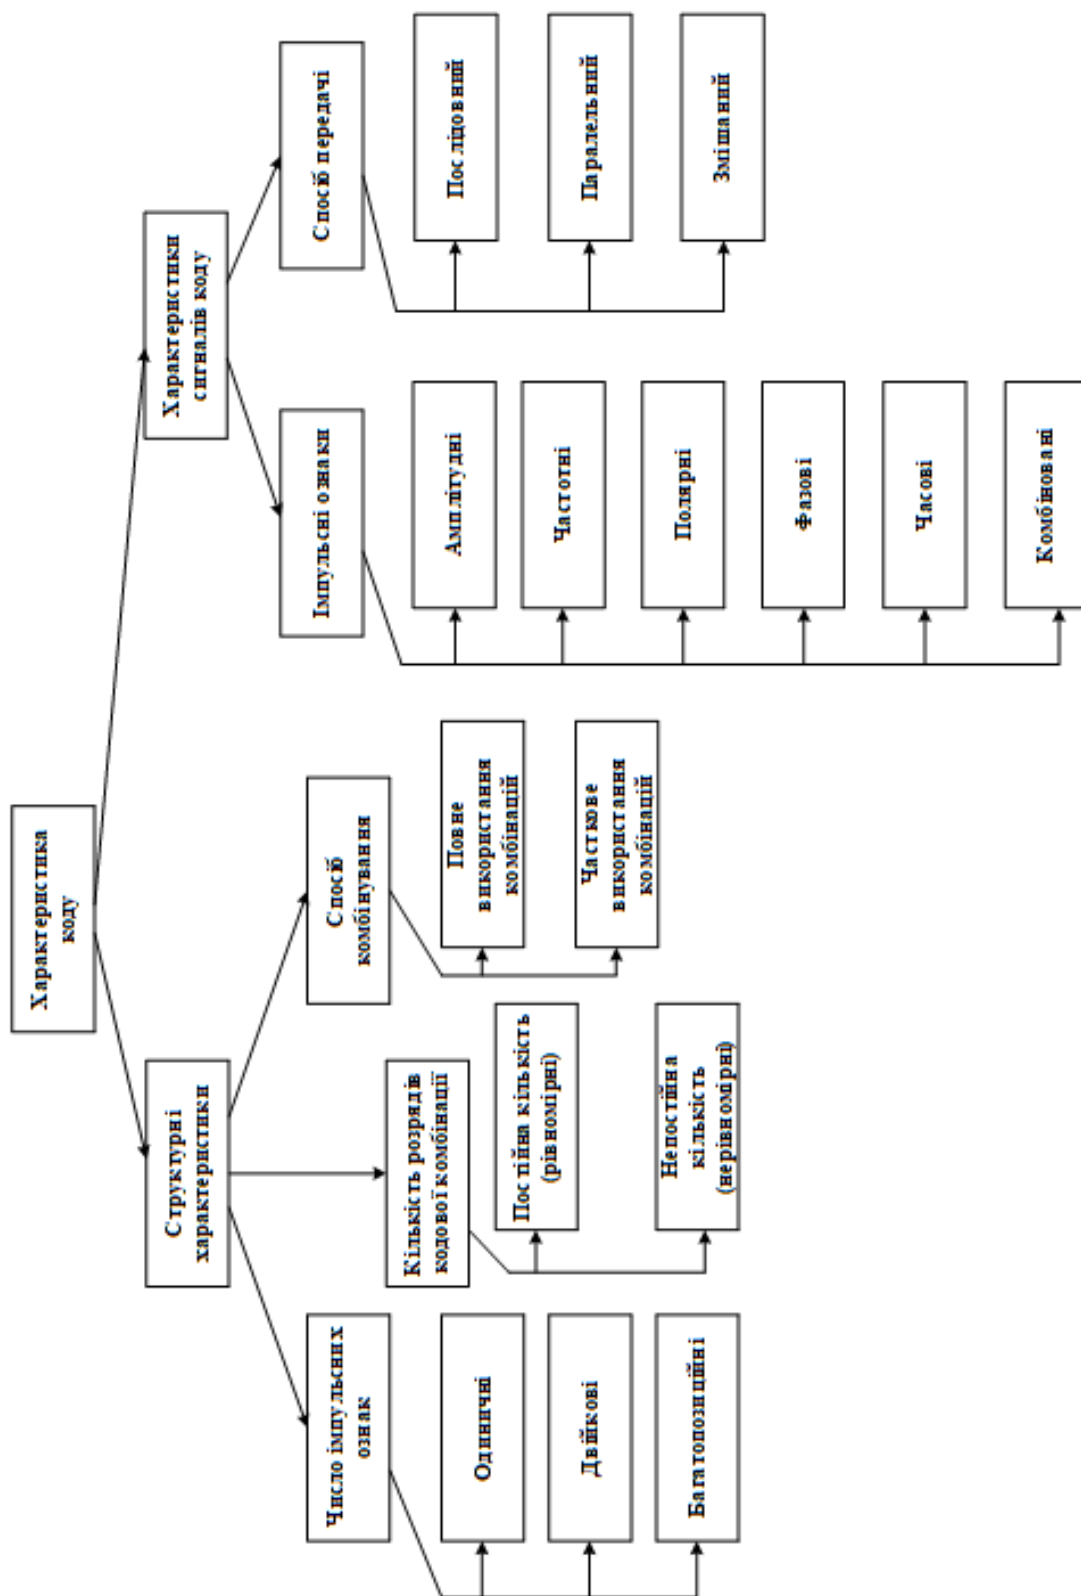 Характеристика
коду
Структурні
характеристики
Характеристики
сигналів коду
Число імпульсних
ознак
Кількість розрядів
кодової комбінації
Спосіб
комбінування
Імпульсні ознаки
Спосіб передачі
Одиничні
Двійкові
Багатопозиційні
Постійна кількість
(рівномірні)
Непостійна
кількість
(нерівномірні)
Повне
використання
комбінацій
Часткове
використання
комбінацій
Амплітудні
Частотні
Полярні
Фазові
Часові
Комбіновані
Послідовний
Паралельний
Змішаний